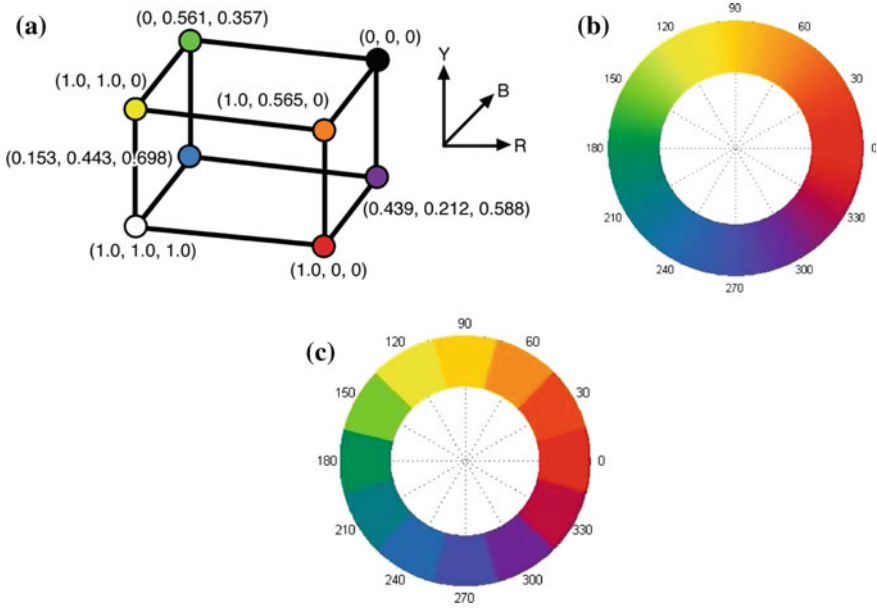 (a)
(0, 0.561, 0.357)
(0, 0, 0)
(1.0, 1.0, 0)
(1.0, 0.565, 0)
(0.153, 0.443, 0.698)
(0.439, 0.212, 0.588)
(1.0, 1.0, 1.0)
(1.0, 0, 0)
Y
B
R
(b)
90
120 60
150 30
180 0
210 330
240 300
270
(c)
90
120 60
150 30
180 0
210 330
240 300
270